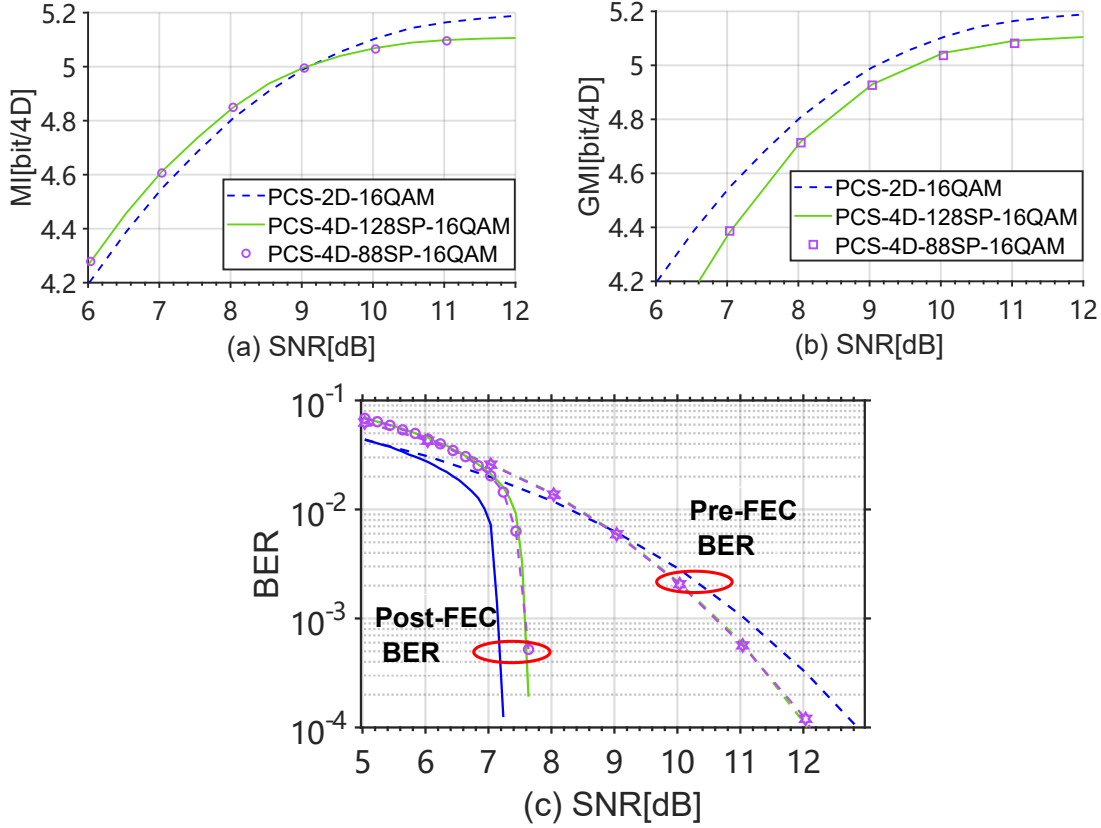 MI[bit/4D]
5.2
5
4.8
4.6
4.4
4.2
PCS-2D-16QAM
PCS-4D-128SP-16QAM
PCS-4D-88SP-16QAM
6 7 8 9 10 11 12
(a) SNR[dB]
GMI[bit/4D]
5.2
5
4.8
4.6
4.4
4.2
PCS-2D-16QAM
PCS-4D-128SP-16QAM
PCS-4D-88SP-16QAM
6 7 8 9 10 11 12
(b) SNR[dB]
BER
10^-1
10^-2
10^-3
10^-4
Pre-FEC
BER
Post-FEC
BER
5 6 7 8 9 10 11 12
(c) SNR[dB]